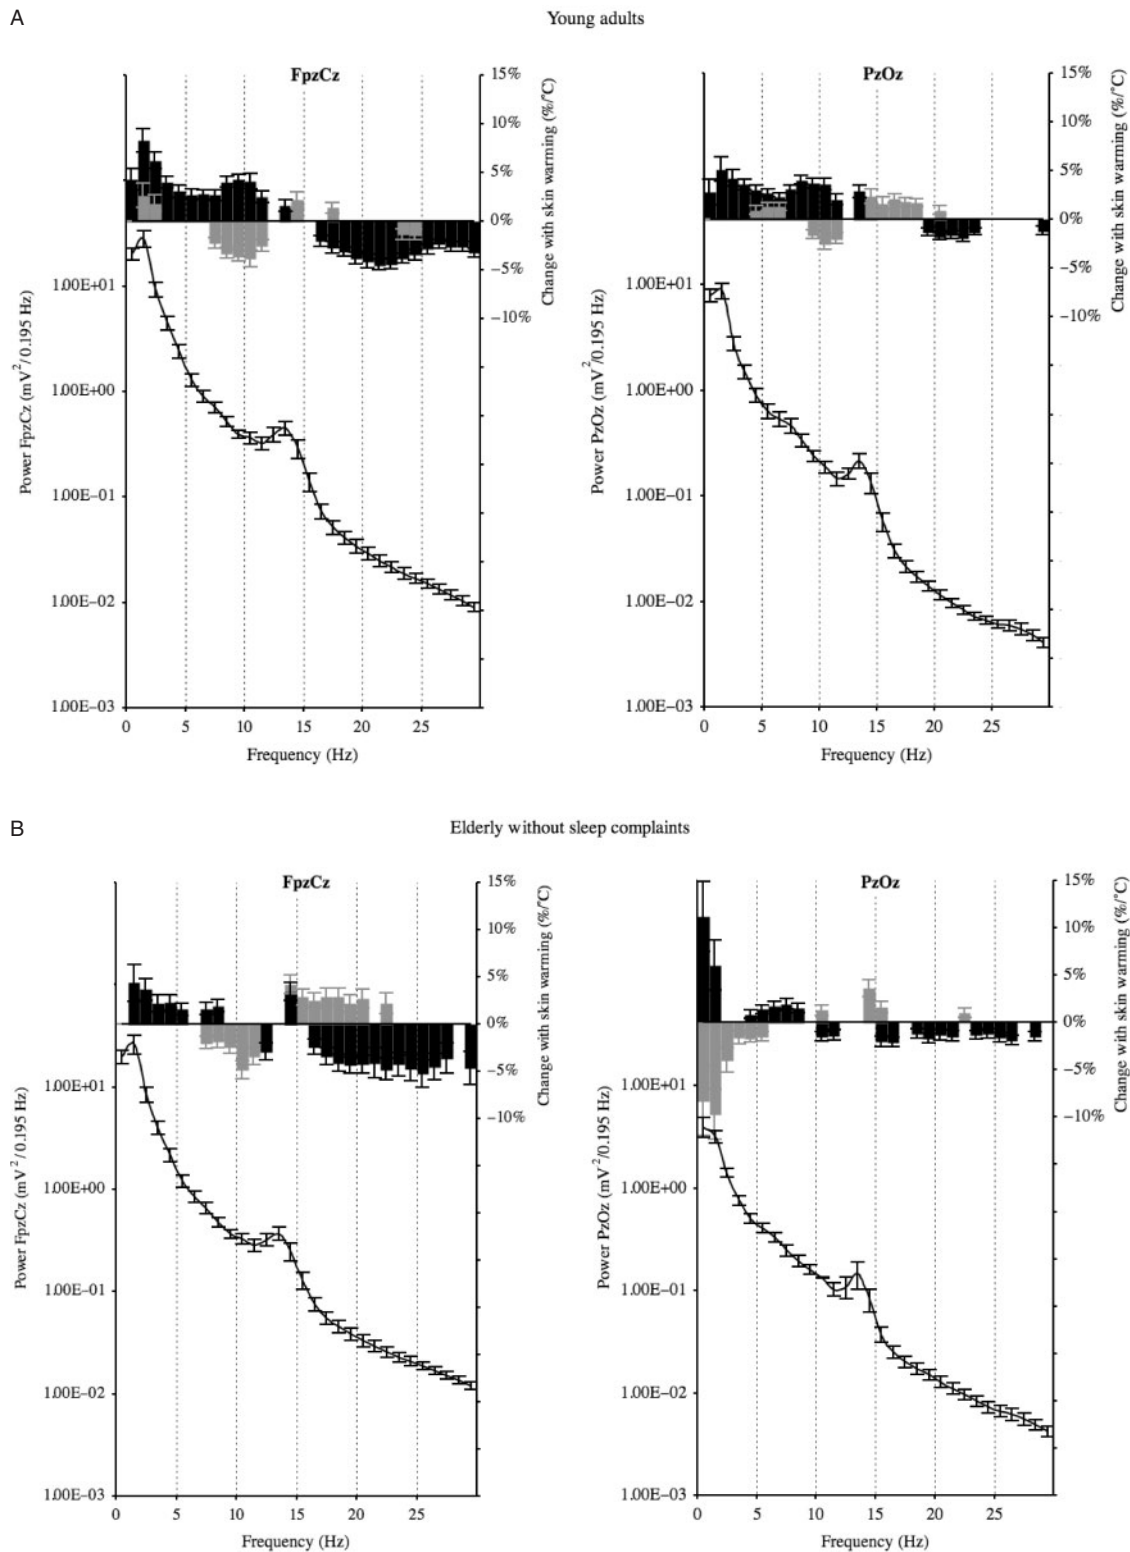 A
Young adults
FpzCz
15%
10%
5%
0%
−5%
−10%
Change with skin warming (%/°C)
1.00E+01
1.00E+00
1.00E−01
1.00E−02
1.00E−03
Power FpzCz (mV²/0.195 Hz)
0 5 10 15 20 25
Frequency (Hz)
PzOz
15%
10%
5%
0%
−5%
−10%
Change with skin warming (%/°C)
1.00E+01
1.00E+00
1.00E−01
1.00E−02
1.00E−03
Power PzOz (mV²/0.195 Hz)
0 5 10 15 20 25
Frequency (Hz)
B
Elderly without sleep complaints
FpzCz
15%
10%
5%
0%
−5%
−10%
Change with skin warming (%/°C)
1.00E+01
1.00E+00
1.00E−01
1.00E−02
1.00E−03
Power FpzCz (mV²/0.195 Hz)
0 5 10 15 20 25
Frequency (Hz)
PzOz
15%
10%
5%
0%
−5%
−10%
Change with skin warming (%/°C)
1.00E+01
1.00E+00
1.00E−01
1.00E−02
1.00E−03
Power PzOz (mV²/0.195 Hz)
0 5 10 15 20 25
Frequency (Hz)